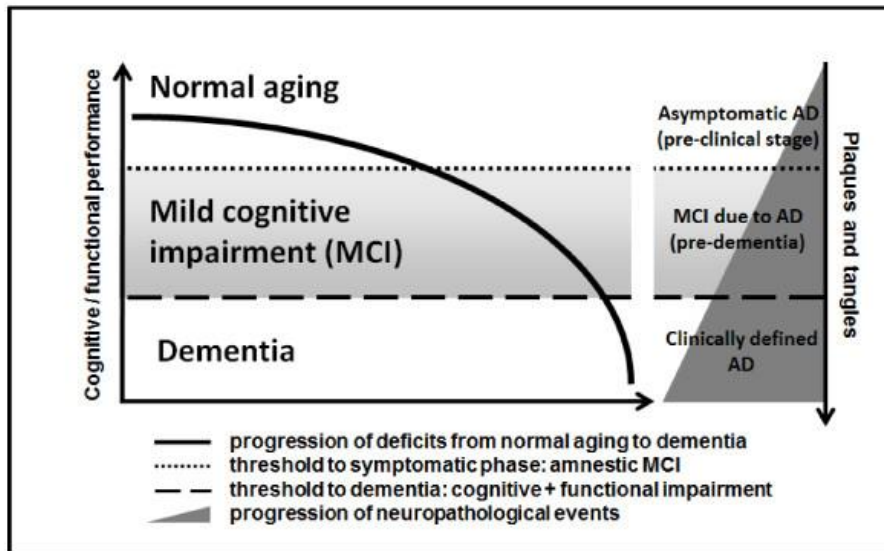 Cognitive / functional performance
Normal aging
Mild cognitive
impairment (MCI)
Dementia
Asymptomatic AD
(pre-clinical stage)
MCI due to AD
(pre-dementia)
Clinically defined
AD
Plaques and tangles
progression of deficits from normal aging to dementia
threshold to symptomatic phase: amnestic MCI
threshold to dementia: cognitive + functional impairment
progression of neuropathological events